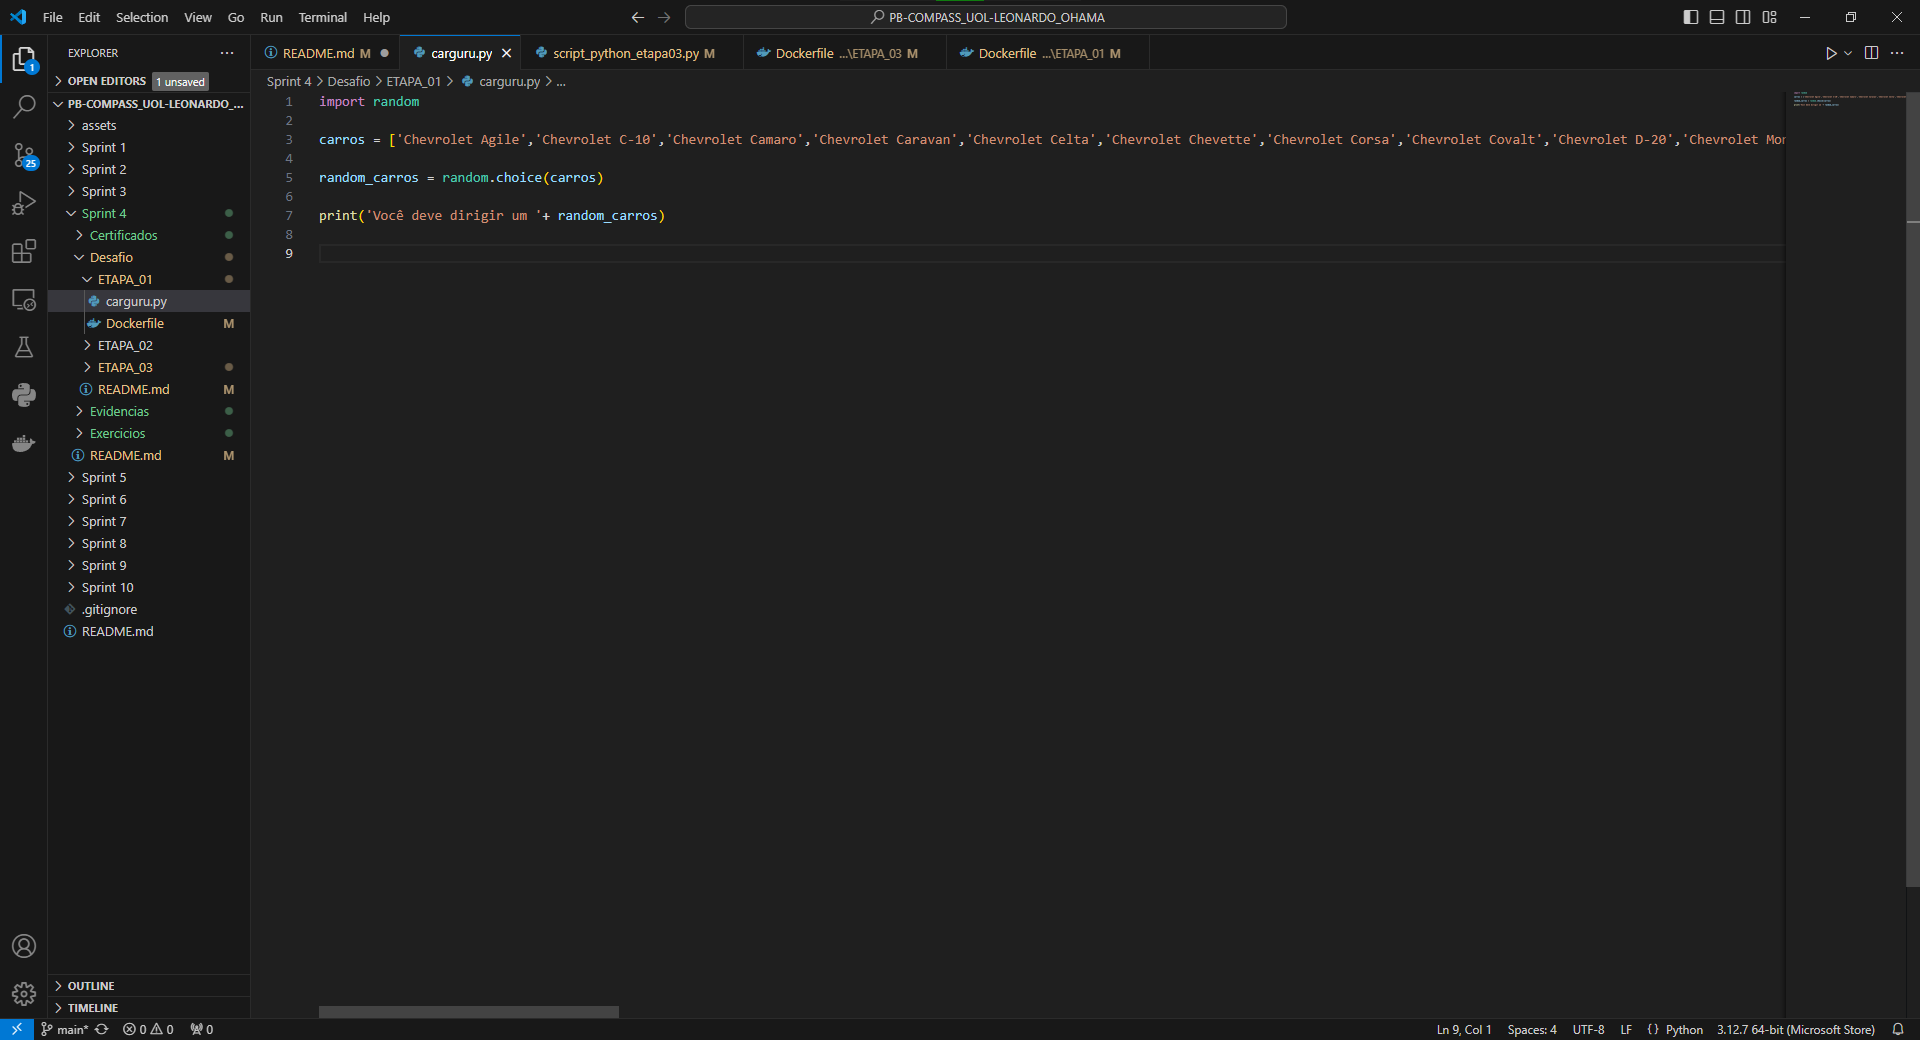 File Edit Selection View Go Run Terminal Help
PB-COMPASS_UOL-LEONARDO_OHAMA
EXPLORER
OPEN EDITORS 1 unsaved
PB-COMPASS_UOL-LEONARDO_...
assets
Sprint 1
Sprint 2
Sprint 3
Sprint 4
Certificados
Desafio
ETAPA_01
carguru.py
Dockerfile M
ETAPA_02
ETAPA_03
README.md M
Evidencias
Exercicios
README.md M
Sprint 5
Sprint 6
Sprint 7
Sprint 8
Sprint 9
Sprint 10
.gitignore
README.md
OUTLINE
TIMELINE
1
25
README.md M carguru.py script_python_etapa03.py M Dockerfile ...\ETAPA_03 M Dockerfile ...\ETAPA_01 M
Sprint 4 > Desafio > ETAPA_01 > carguru.py > ...
1 import random
2
3 carros = ['Chevrolet Agile','Chevrolet C-10','Chevrolet Camaro','Chevrolet Caravan','Chevrolet Celta','Chevrolet Chevette','Chevrolet Corsa','Chevrolet Covalt','Chevrolet D-20','Chevrolet Mon
4
5 random_carros = random.choice(carros)
6
7 print('Você deve dirigir um '+ random_carros)
8
9
main* 0 0 0
Ln 9, Col 1 Spaces: 4 UTF-8 LF {} Python 3.12.7 64-bit (Microsoft Store)